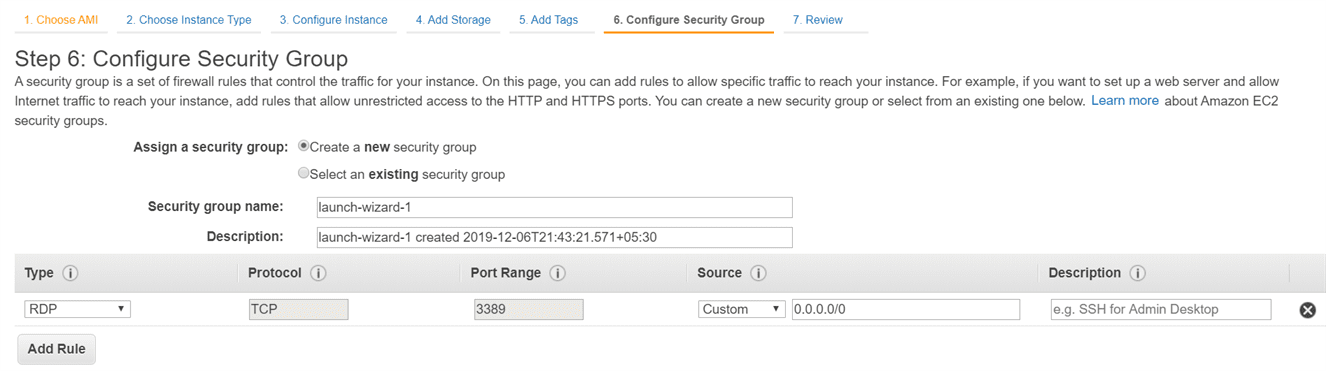 1. Choose AMI 2. Choose Instance Type 3. Configure Instance 4. Add Storage 5. Add Tags 6. Configure Security Group 7. Review
Step 6: Configure Security Group
A security group is a set of firewall rules that control the traffic for your instance. On this page, you can add rules to allow specific traffic to reach your instance. For example, if you want to set up a web server and allow
Internet traffic to reach your instance, add rules that allow unrestricted access to the HTTP and HTTPS ports. You can create a new security group or select from an existing one below. Learn more about Amazon EC2
security groups.
Assign a security group: Create a new security group
Select an existing security group
Security group name: launch-wizard-1
Description: launch-wizard-1 created 2019-12-06T21:43:21.571+05:30
Type i Protocol i Port Range i Source i Description i
RDP TCP 3389 Custom 0.0.0.0/0 e.g. SSH for Admin Desktop
Add Rule